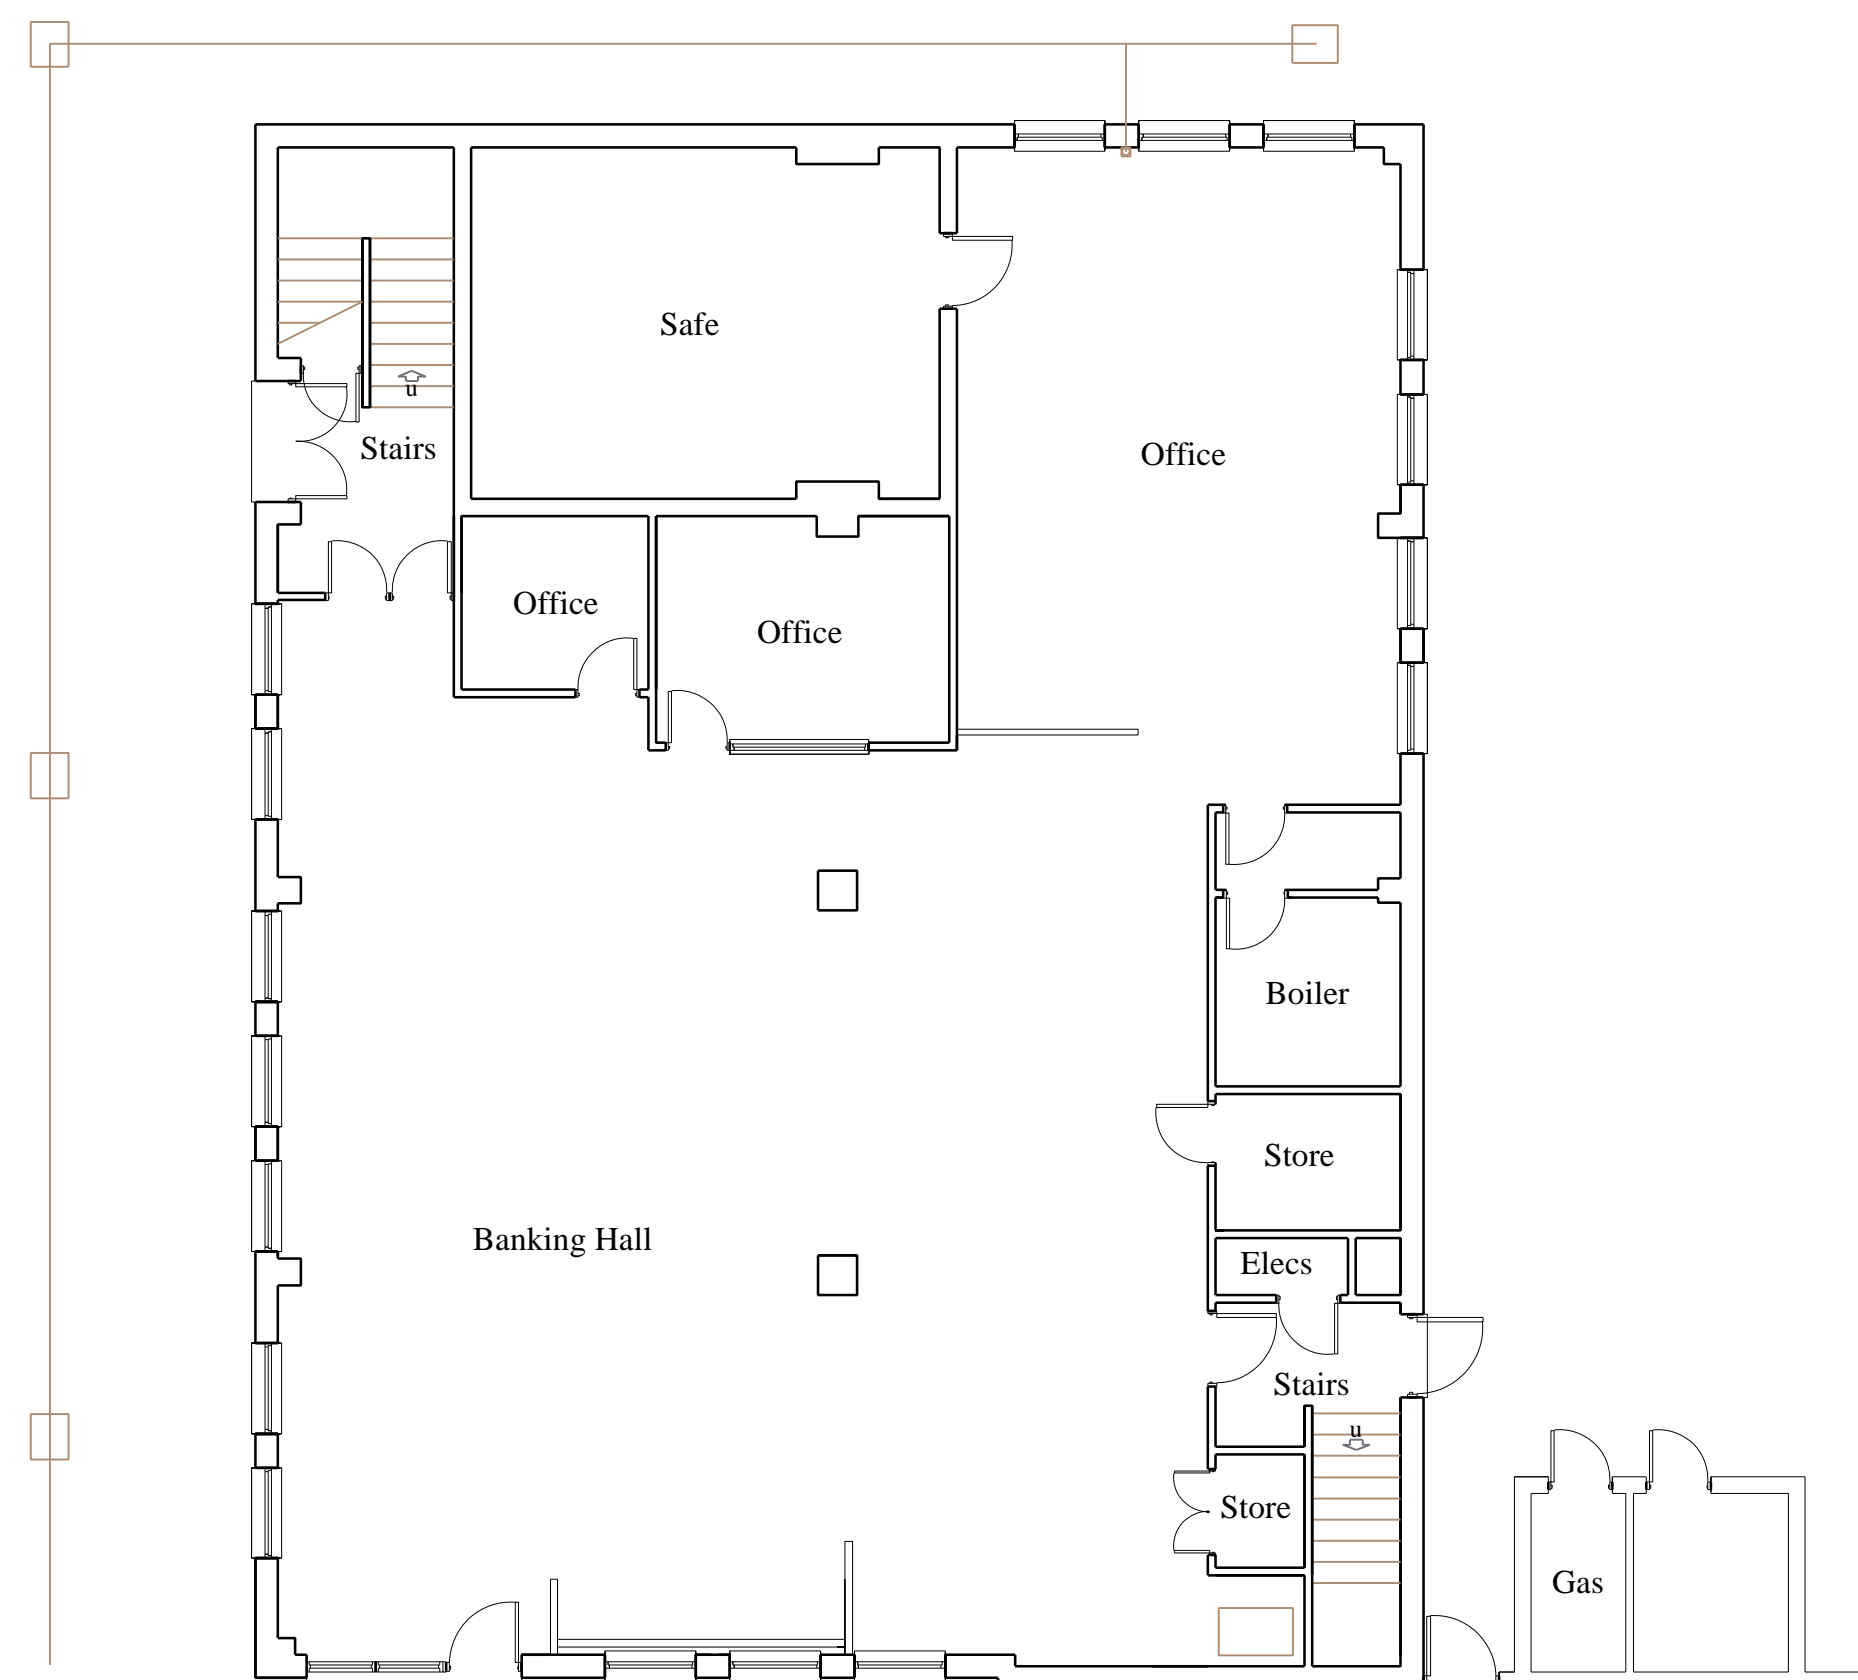 Safe
u
Stairs
Office
Office
Office
Boiler
Store
Banking Hall
Elecs
Stairs
u
Store
Gas